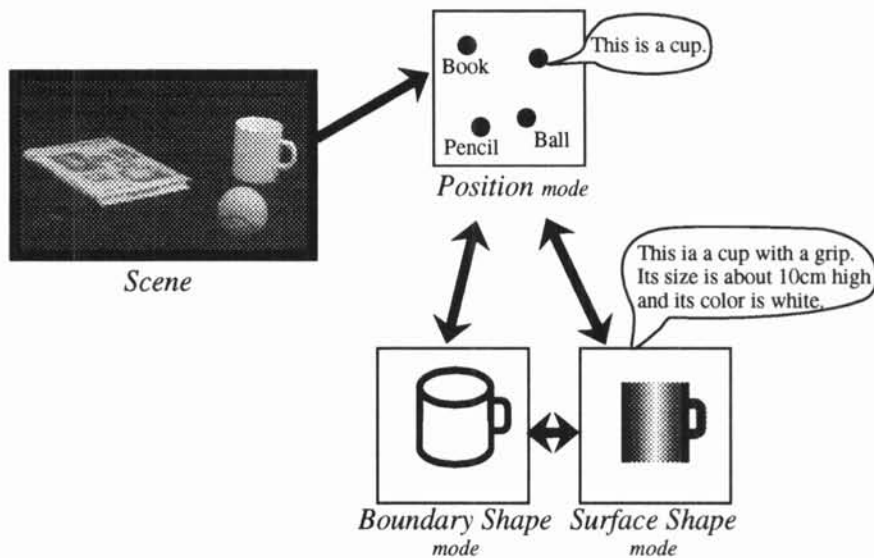 This is a cup.
Book
Pencil
Ball
Position mode
Scene
This ia a cup with a grip.
Its size is about 10cm high
and its color is white.
Boundary Shape
mode
Surface Shape
mode